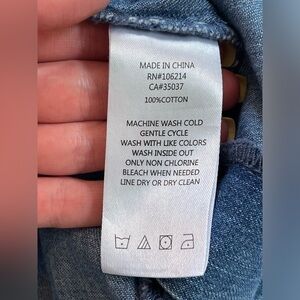 MADE IN CHINA
RN#106214
CA#35037
100%COTTON
MACHINE WASH COLD
GENTLE CYCLE
WASH WITH LIKE COLORS
WASH INSIDE OUT
ONLY NON CHLORINE
BLEACH WHEN NEEDED
LINE DRY OR DRY CLEAN